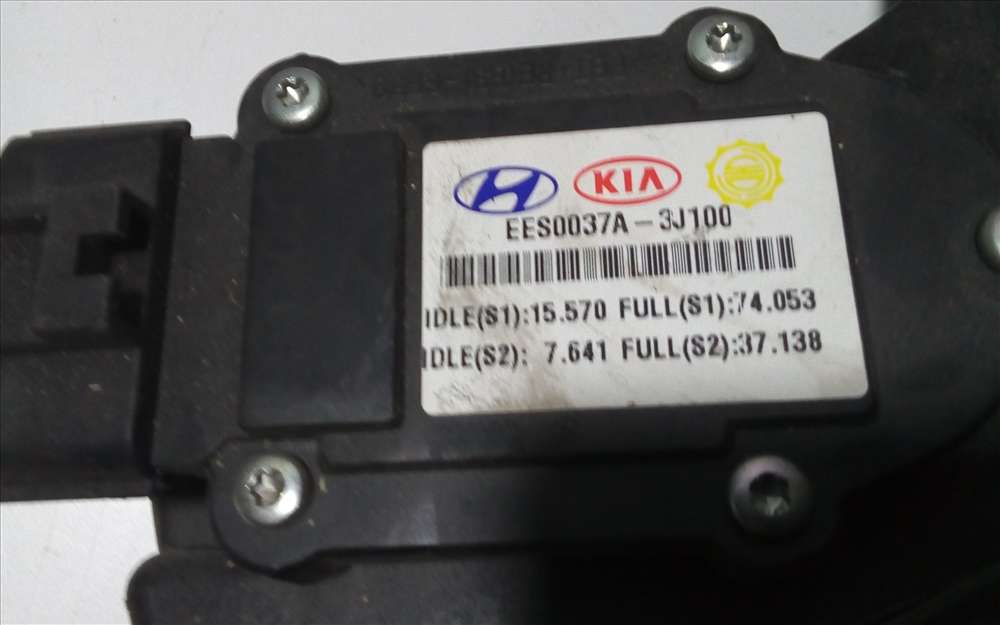 KIA
EES0037A-3J100
IDLE(S1):15.570 FULL(S1):74.053
IDLE(S2): 7.641 FULL(S2):37.138